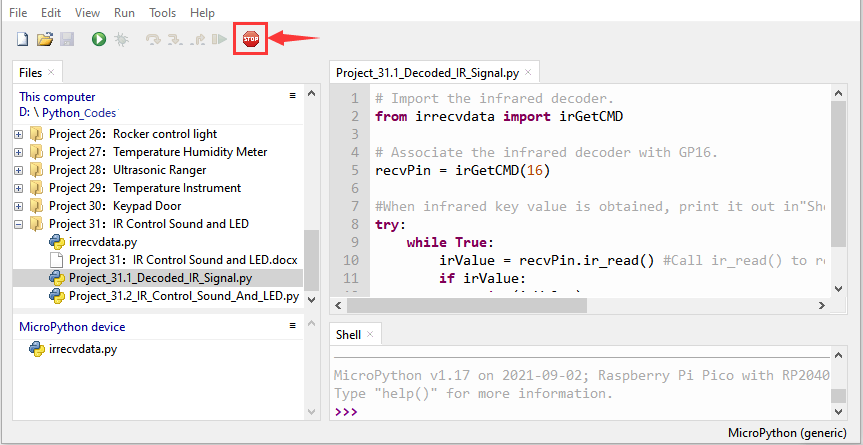 File Edit View Run Tools Help
STOP
Files ×
This computer
D: \ Python_Codes
Project 26：Rocker control light
Project 27：Temperature Humidity Meter
Project 28：Ultrasonic Ranger
Project 29：Temperature Instrument
Project 30：Keypad Door
Project 31：IR Control Sound and LED
irrecvdata.py
Project 31：IR Control Sound and LED.docx
Project_31.1_Decoded_IR_Signal.py
Project_31.2_IR_Control_Sound_And_LED.py
MicroPython device
irrecvdata.py
Project_31.1_Decoded_IR_Signal.py ×
1 # Import the infrared decoder.
2 from irrecvdata import irGetCMD
3
4 # Associate the infrared decoder with GP16.
5 recvPin = irGetCMD(16)
6
7 #When infrared key value is obtained, print it out in"She
8 try:
9 while True:
10 irValue = recvPin.ir_read() #Call ir_read() to re
11 if irValue:
Shell ×
MicroPython v1.17 on 2021-09-02; Raspberry Pi Pico with RP2040
Type "help()" for more information.
>>>
MicroPython (generic)